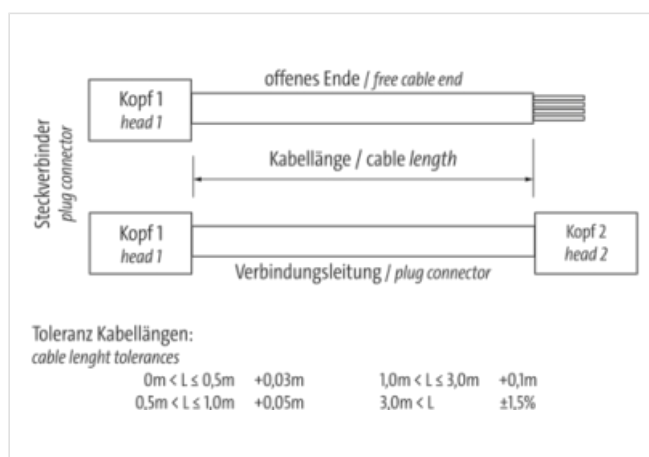 offenes Ende / free cable end
Kopf 1
head 1
Steckverbinder
plug connector
Kabellänge / cable length
Kopf 1
head 1
Kopf 2
head 2
Verbindungsleitung / plug connector
Toleranz Kabellängen:
cable lenght tolerances
0m < L ≤ 0,5m +0,03m 1,0m < L ≤ 3,0m +0,1m
0.5m < L ≤ 1,0m +0.05m 3.0m < L ±1.5%